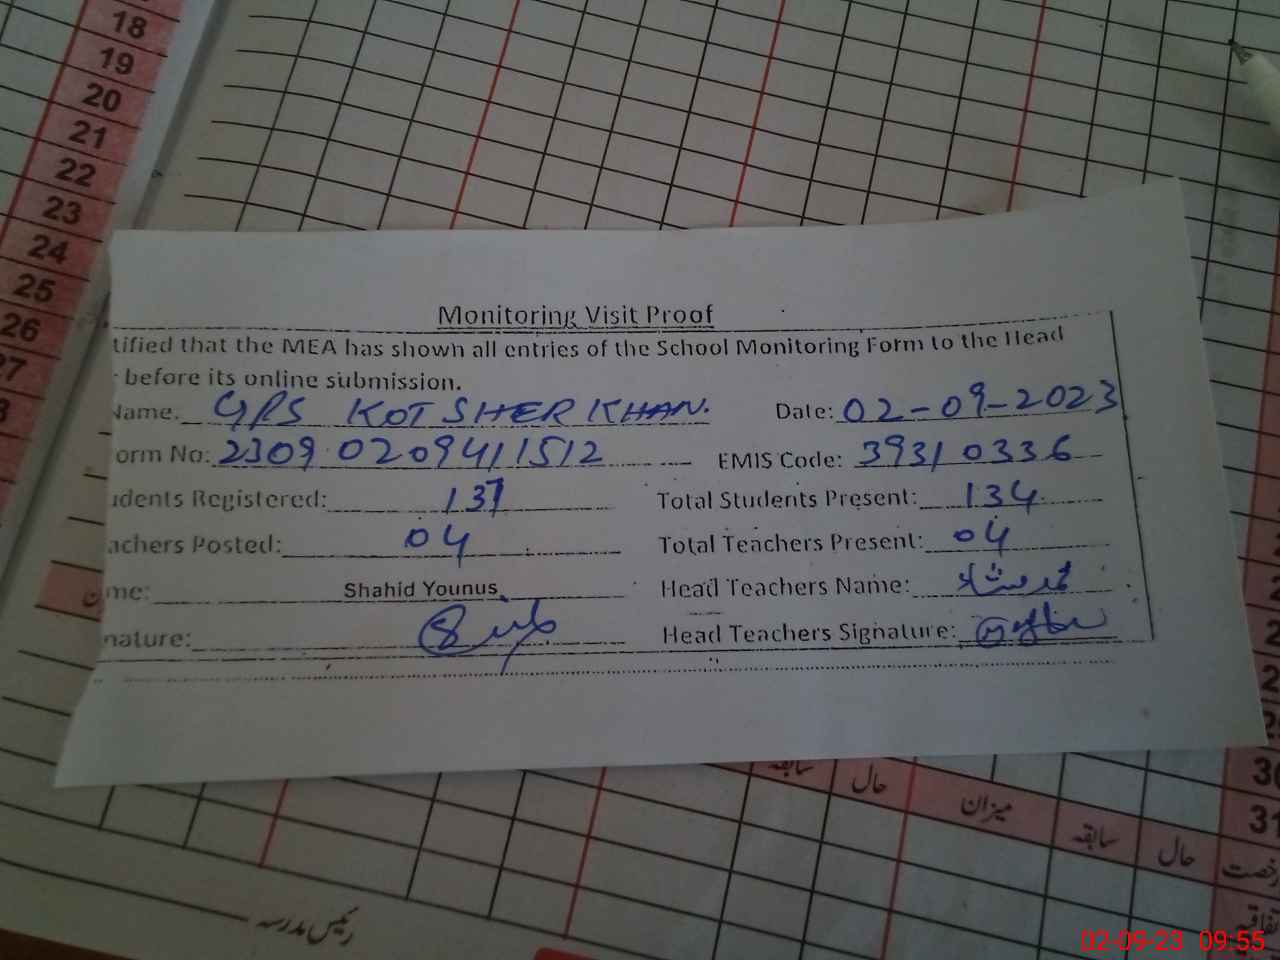 18
19
20
21
22
23
24
25
26
Monitoring Visit Proof
tified that the MEA has shown all entries of the School Monitoring Form to the Head
before its online submission.
Name. GPS KOT SHER KHAN. Date: 02-09-2023
orm No: 2309 0209411512 EMIS Code: 39310336
udents Registered: 137 Total Students Present: 134
achers Posted: 04 Total Teachers Present: 04
me: Shahid Younus Head Teachers Name:
nature: Head Teachers Signature:
سابقہ حال میزان سابقہ حال رخصت
30
31
رئیس مدرسہ
02-09-23 09:55